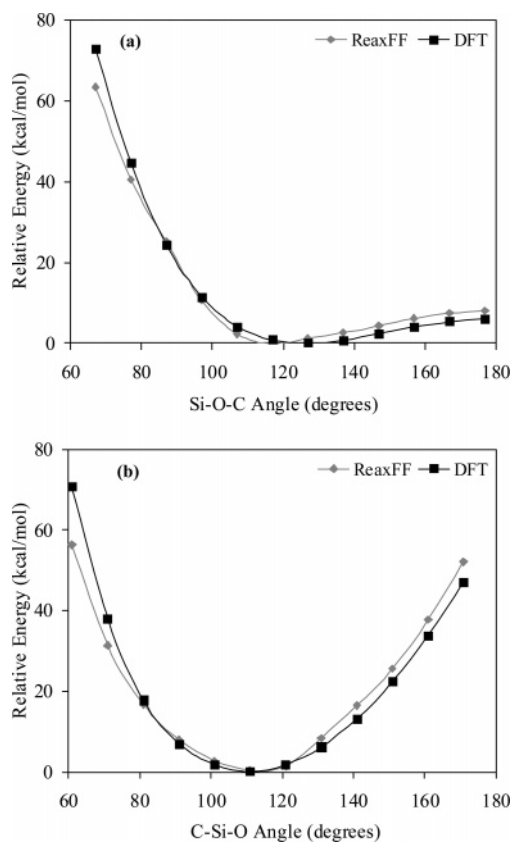 (a)
ReaxFF
DFT
Relative Energy (kcal/mol)
80
60
40
20
0
60 80 100 120 140 160 180
Si-O-C Angle (degrees)
(b)
ReaxFF
DFT
Relative Energy (kcal/mol)
80
60
40
20
0
60 80 100 120 140 160 180
C-Si-O Angle (degrees)